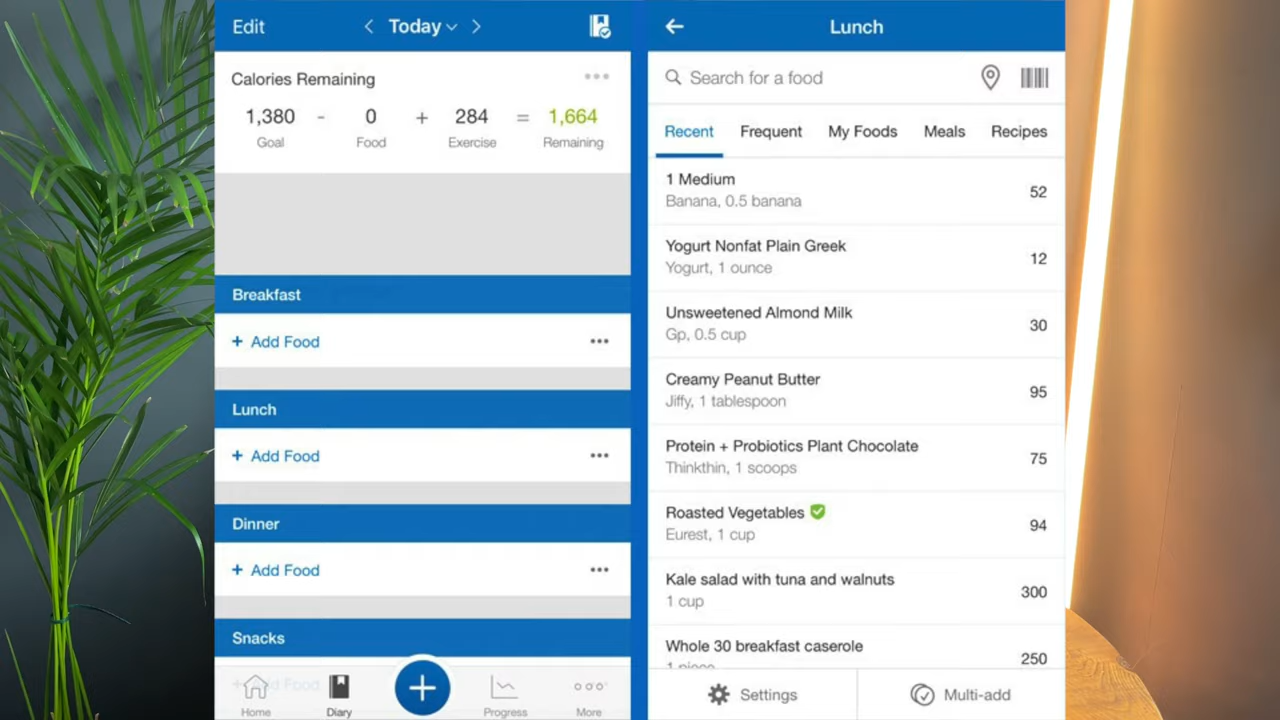 Edit
Today
Calories Remaining
1,380 - 0 + 284 = 1,664
Goal Food Exercise Remaining
Breakfast
+ Add Food
Lunch
+ Add Food
Dinner
+ Add Food
Snacks
+ Add Food
Home Diary Progress More
Lunch
Search for a food
Recent Frequent My Foods Meals Recipes
1 Medium
Banana, 0.5 banana
52
Yogurt Nonfat Plain Greek
Yogurt, 1 ounce
12
Unsweetened Almond Milk
Gp, 0.5 cup
30
Creamy Peanut Butter
Jiffy, 1 tablespoon
95
Protein + Probiotics Plant Chocolate
Thinkthin, 1 scoops
75
Roasted Vegetables
Eurest, 1 cup
94
Kale salad with tuna and walnuts
1 cup
300
Whole 30 breakfast caserole
1 piece
250
Settings Multi-add